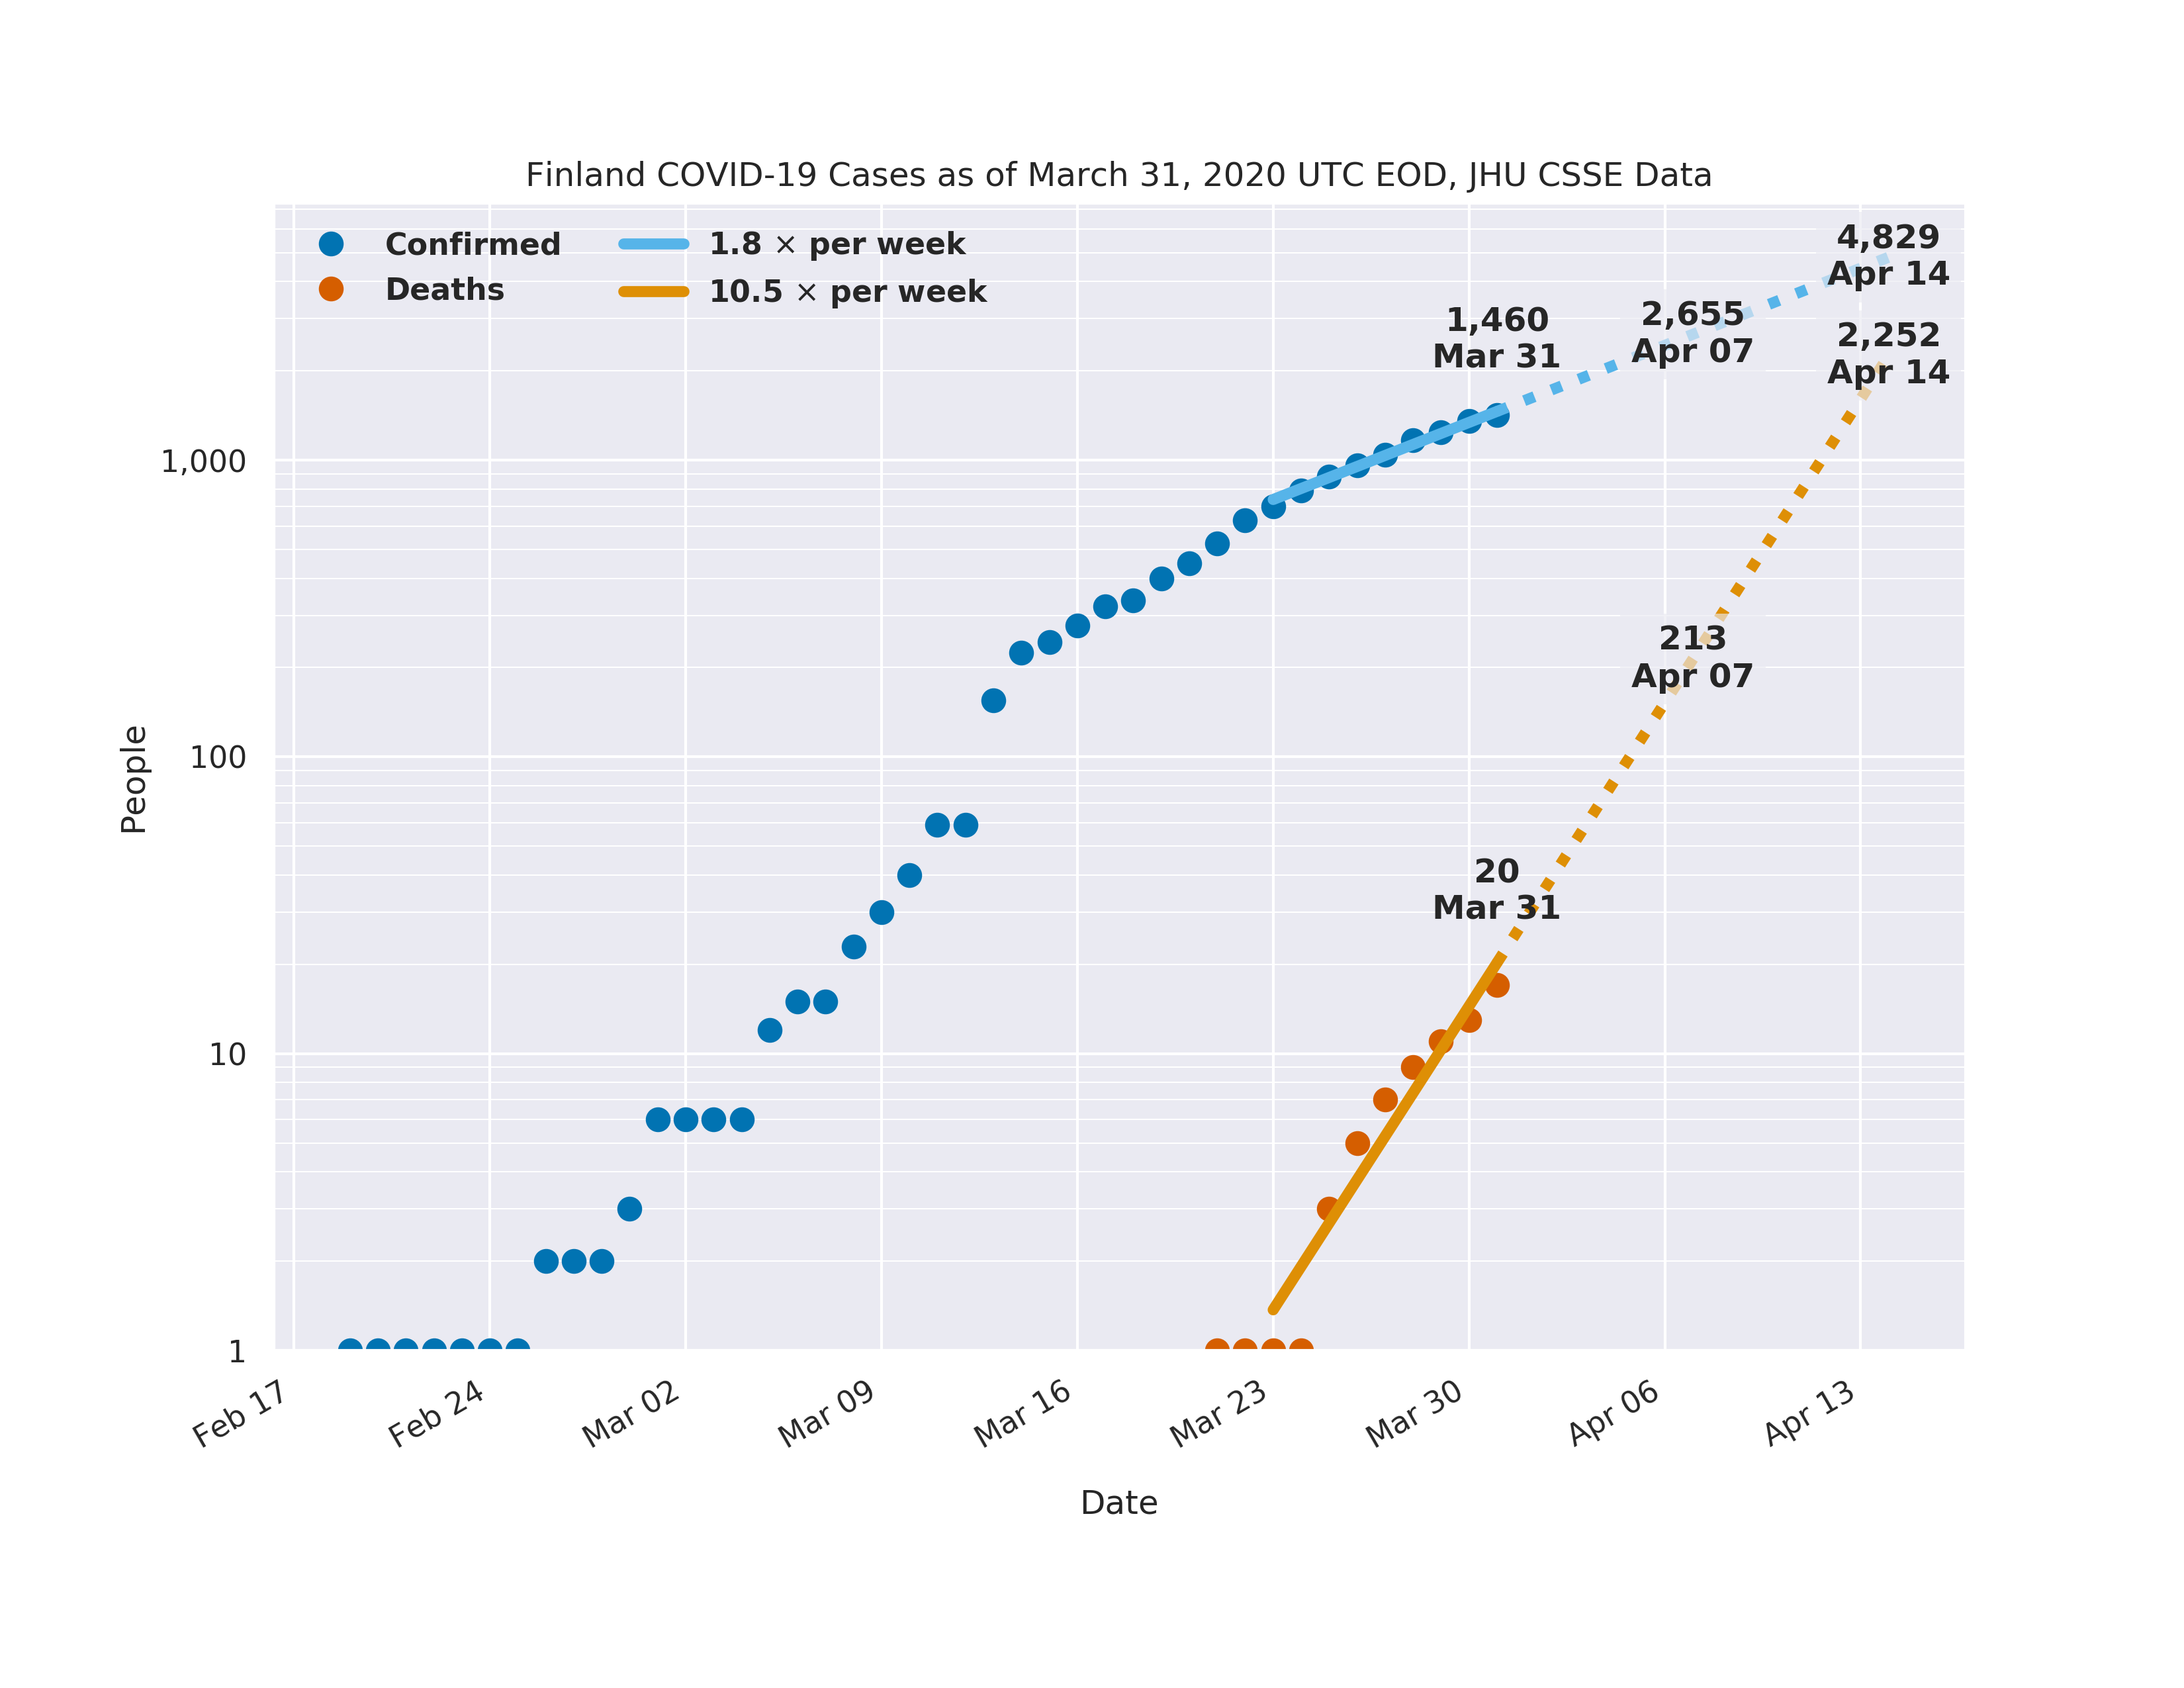 Finland COVID-19 Cases as of March 31, 2020 UTC EOD, JHU CSSE Data
Confirmed
Deaths
1.8 × per week
10.5 × per week
4,829
Apr 14
2,655
Apr 07
1,460
Mar 31
2,252
Apr 14
213
Apr 07
20
Mar 31
People
1,000
100
10
1
Feb 17
Feb 24
Mar 02
Mar 09
Mar 16
Mar 23
Mar 30
Apr 06
Apr 13
Date